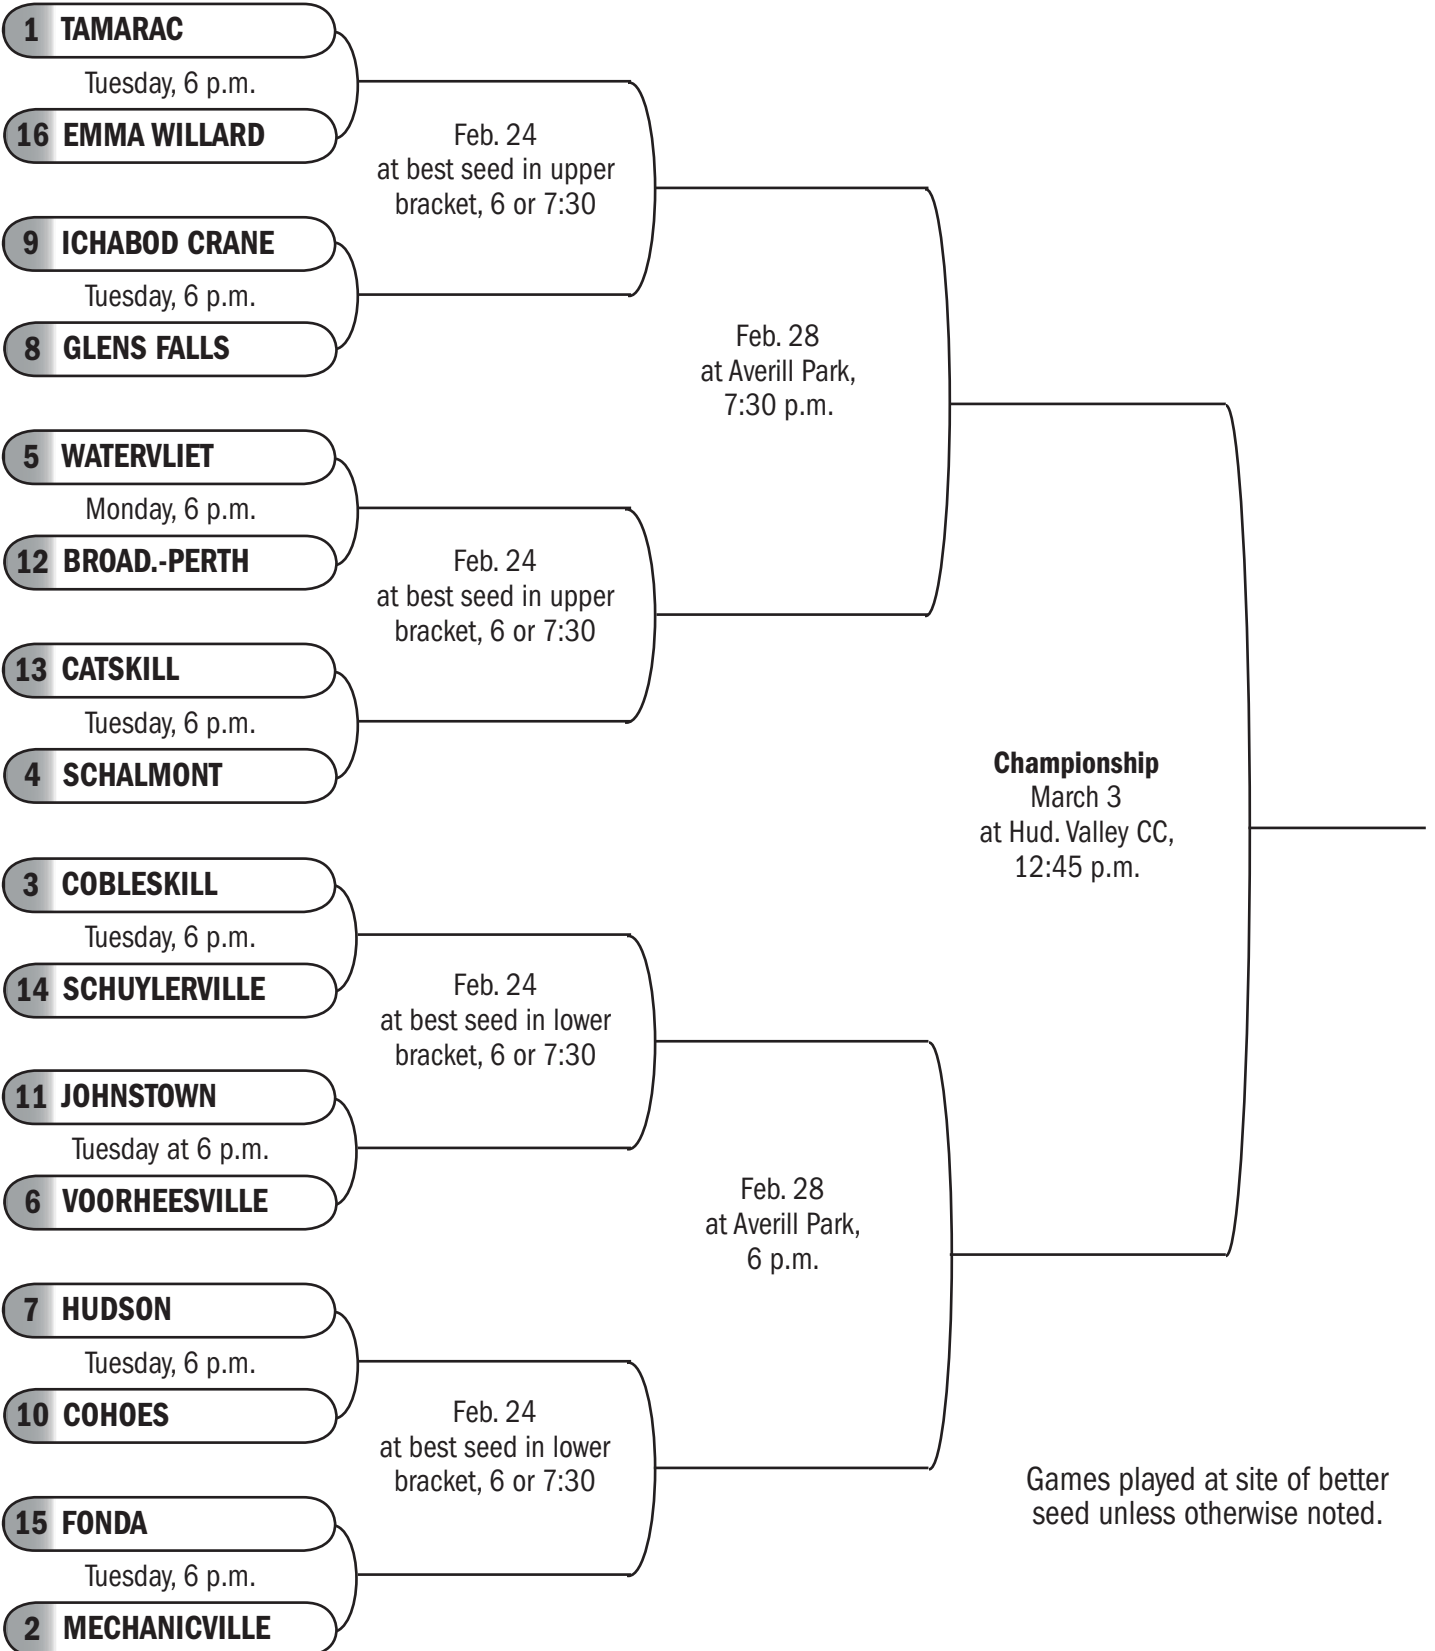 1 TAMARAC
Tuesday, 6 p.m.
16 EMMA WILLARD
Feb. 24
at best seed in upper
bracket, 6 or 7:30
9 ICHABOD CRANE
Tuesday, 6 p.m.
8 GLENS FALLS
Feb. 28
at Averill Park,
7:30 p.m.
5 WATERVLIET
Monday, 6 p.m.
12 BROAD.-PERTH
Feb. 24
at best seed in upper
bracket, 6 or 7:30
13 CATSKILL
Tuesday, 6 p.m.
4 SCHALMONT
Championship
March 3
at Hud. Valley CC,
12:45 p.m.
3 COBLESKILL
Tuesday, 6 p.m.
14 SCHUYLERVILLE
Feb. 24
at best seed in lower
bracket, 6 or 7:30
11 JOHNSTOWN
Tuesday at 6 p.m.
6 VOORHEESVILLE
Feb. 28
at Averill Park,
6 p.m.
7 HUDSON
Tuesday, 6 p.m.
10 COHOES
Feb. 24
at best seed in lower
bracket, 6 or 7:30
15 FONDA
Tuesday, 6 p.m.
2 MECHANICVILLE
Games played at site of better
seed unless otherwise noted.